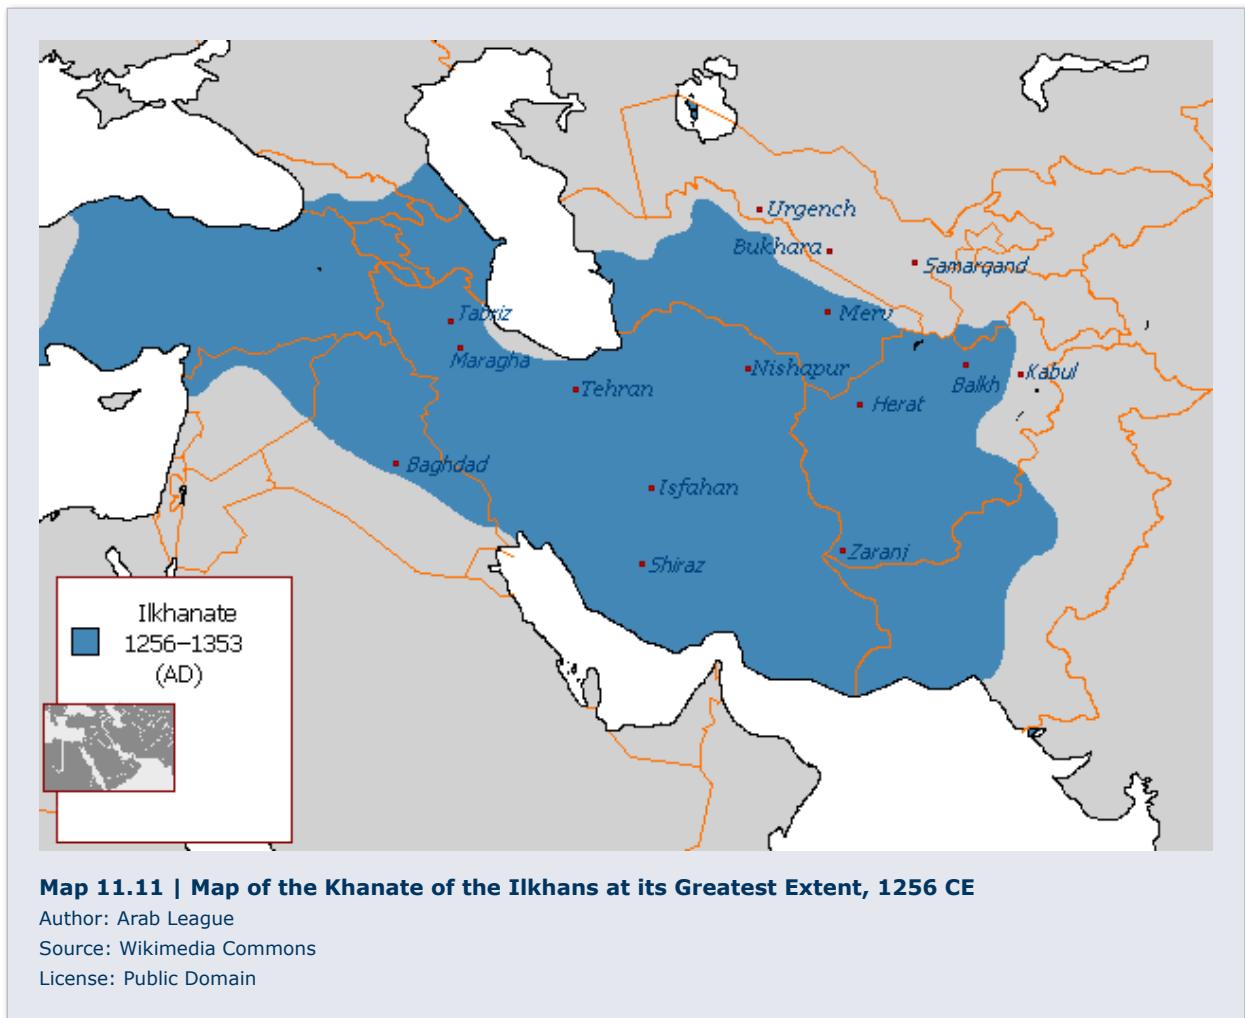 Urgench
Bukhara
Samarqand
Tabriz
Merv
Maragha
Nishapur
Kabul
Tehran
Balkh
Herat
Baghdad
Isfahan
Zaranj
Shiraz
Ilkhanate
1256–1353
(AD)
Map 11.11 | Map of the Khanate of the Ilkhans at its Greatest Extent, 1256 CE
Author: Arab League
Source: Wikimedia Commons
License: Public Domain